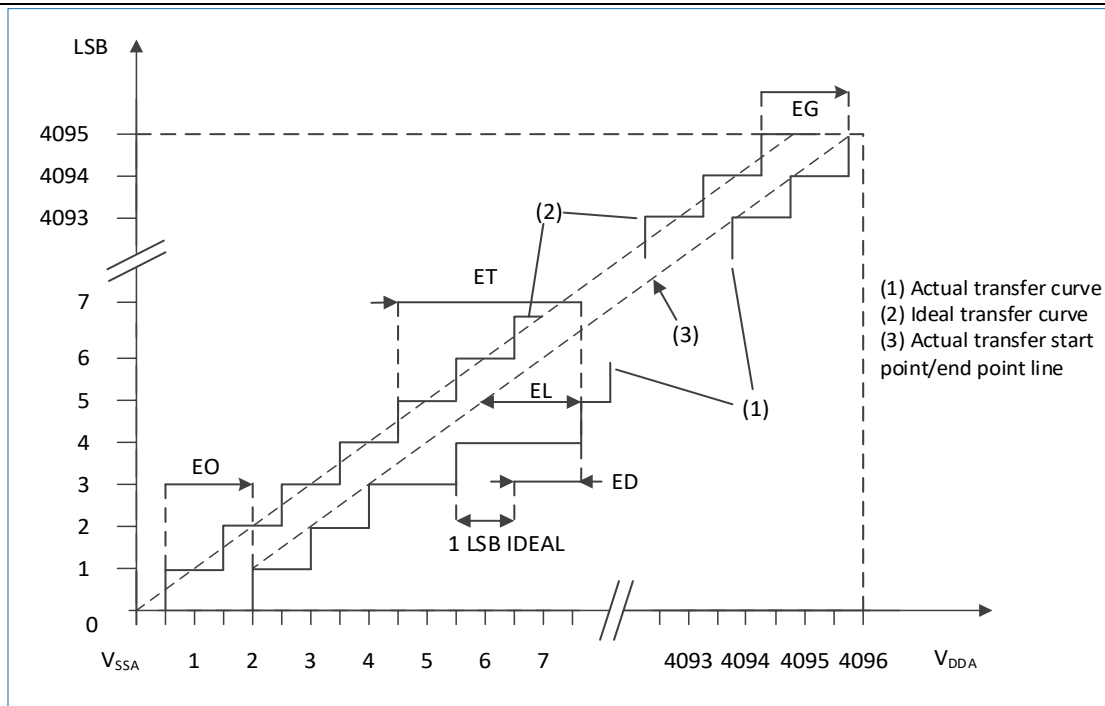 LSB
EG
4095
4094
4093
(2)
ET
7
(1) Actual transfer curve
(2) Ideal transfer curve
(3) Actual transfer start
point/end point line
(3)
6
5
EL
(1)
4
EO
3
ED
2
1 LSB IDEAL
1
0
VSSA 1 2 3 4 5 6 7 4093 4094 4095 4096 VDDA